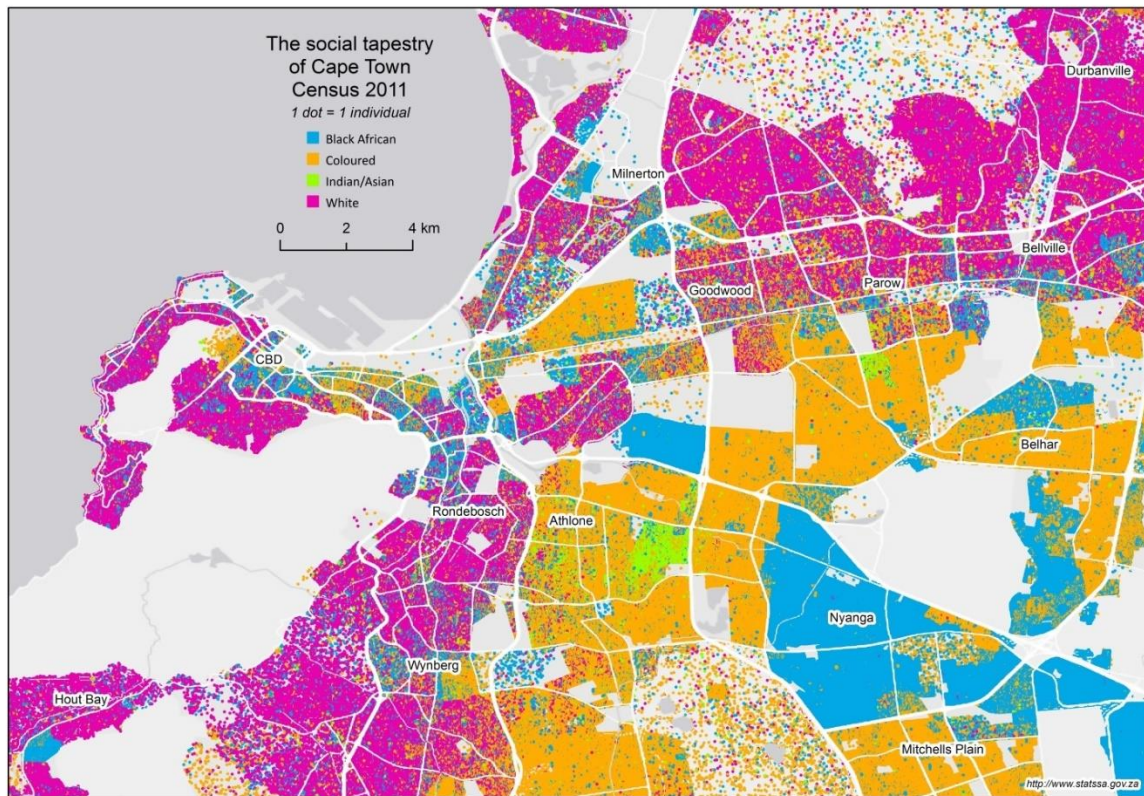 The social tapestry
of Cape Town
Census 2011
1 dot = 1 individual
Black African
Coloured
Indian/Asian
White
0 2 4 km
Durbanville
Milnerton
Bellville
Parow
Goodwood
CBD
Belhar
Rondebosch
Athlone
Nyanga
Wynberg
Hout Bay
Mitchells Plain
http://www.statssa.gov.za